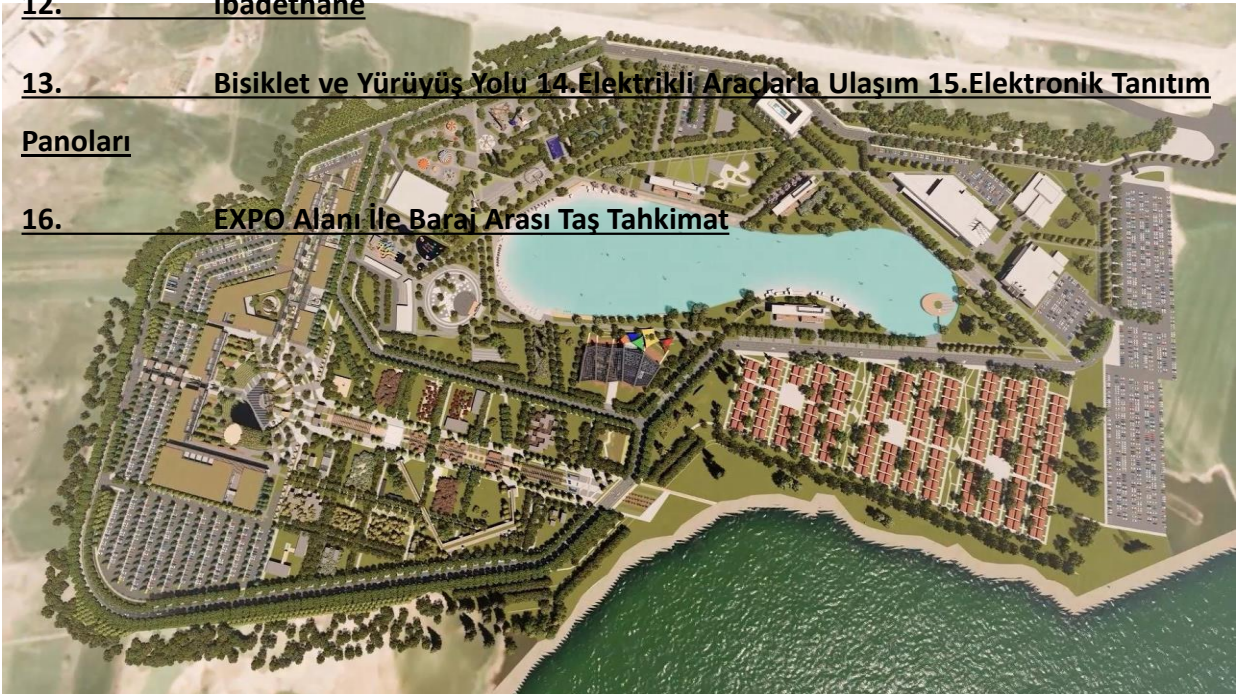 12. İbadethane
13. Bisiklet ve Yürüyüş Yolu 14.Elektrikli Araçlarla Ulaşım 15.Elektronik Tanıtım
Panoları
16. EXPO Alanı İle Baraj Arası Taş Tahkimat